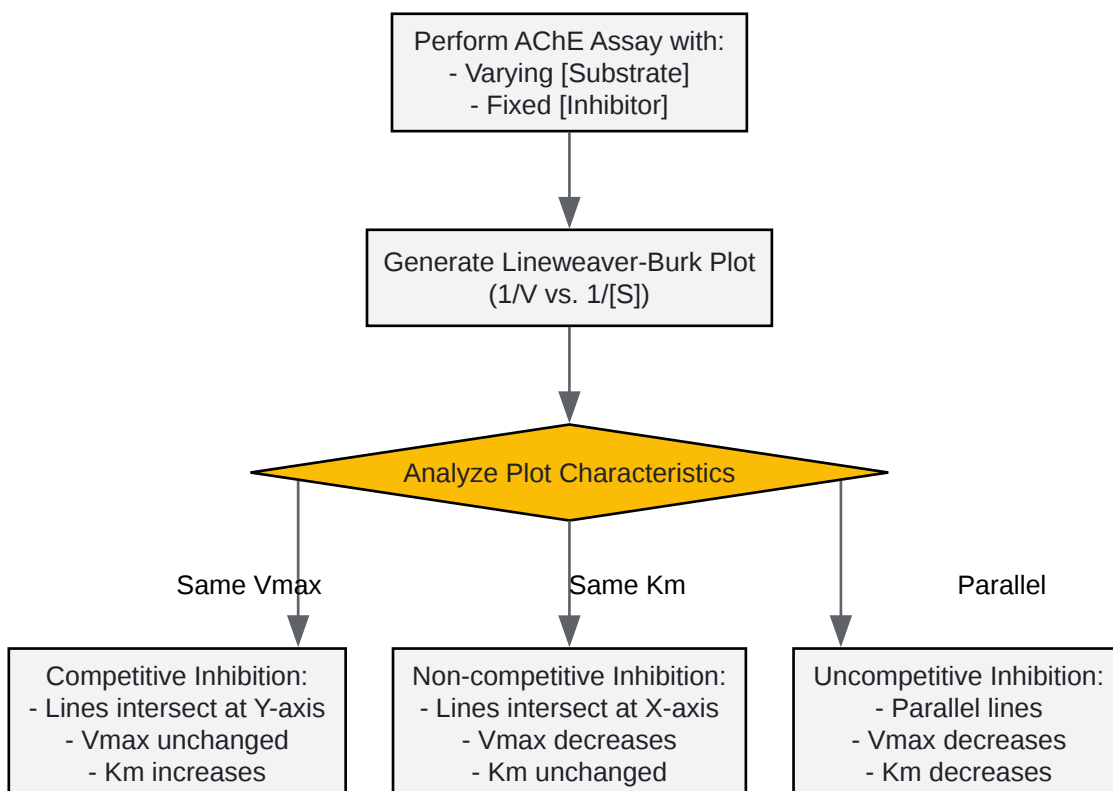 Perform AChE Assay with:
- Varying [Substrate]
- Fixed [Inhibitor]
Generate Lineweaver-Burk Plot
(1/V vs. 1/[S])
Analyze Plot Characteristics
Same Vmax
Same Km
Parallel
Competitive Inhibition:
- Lines intersect at Y-axis
- Vmax unchanged
- Km increases
Non-competitive Inhibition:
- Lines intersect at X-axis
- Vmax decreases
- Km unchanged
Uncompetitive Inhibition:
- Parallel lines
- Vmax decreases
- Km decreases